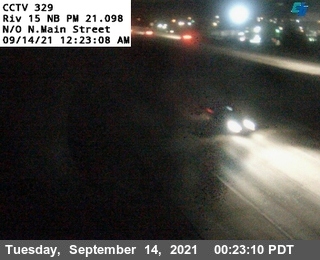 CCTV 329
Riv 15 NB PM 21.098
N/O N.Main Street
09/14/21 12:23:08 AM
Tuesday, September 14, 2021 00:23:10 PDT